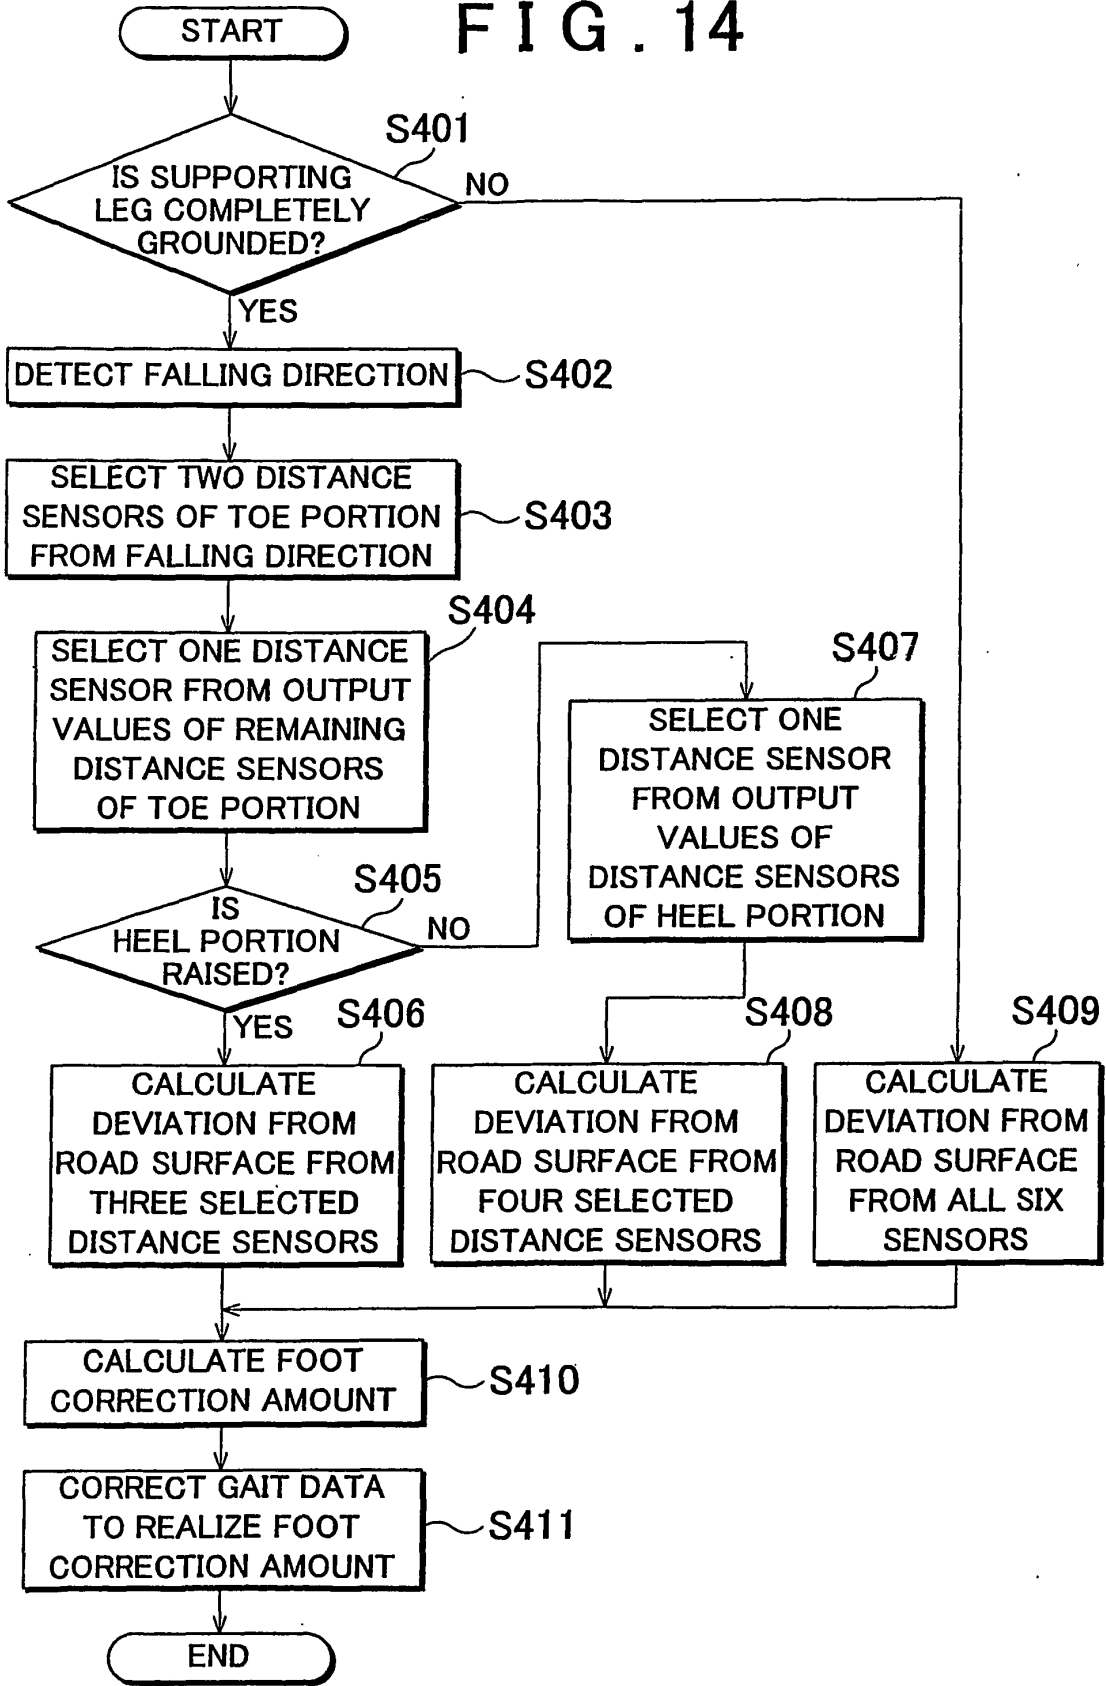 FIG. 14
START
S401
IS SUPPORTING
LEG COMPLETELY
GROUNDED?
NO
YES
DETECT FALLING DIRECTION
S402
SELECT TWO DISTANCE
SENSORS OF TOE PORTION
FROM FALLING DIRECTION
S403
S404
SELECT ONE DISTANCE
SENSOR FROM OUTPUT
VALUES OF REMAINING
DISTANCE SENSORS
OF TOE PORTION
S405
IS
HEEL PORTION
RAISED?
NO
YES
S407
SELECT ONE
DISTANCE SENSOR
FROM OUTPUT
VALUES OF
DISTANCE SENSORS
OF HEEL PORTION
S406
CALCULATE
DEVIATION FROM
ROAD SURFACE FROM
THREE SELECTED
DISTANCE SENSORS
S408
CALCULATE
DEVIATION FROM
ROAD SURFACE FROM
FOUR SELECTED
DISTANCE SENSORS
S409
CALCULATE
DEVIATION FROM
ROAD SURFACE
FROM ALL SIX
SENSORS
CALCULATE FOOT
CORRECTION AMOUNT
S410
CORRECT GAIT DATA
TO REALIZE FOOT
CORRECTION AMOUNT
S411
END